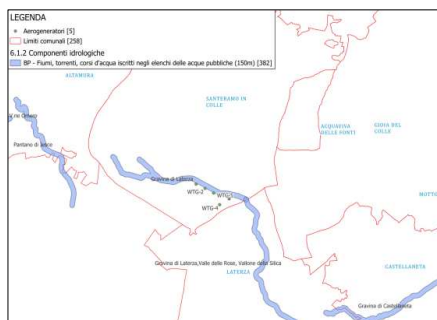 LEGENDA
Aerogeneratori [5]
Limiti comunali [258]
6.1.2 Componenti idrologiche
BP - Fiumi, torrenti, corsi d'acqua iscritti negli elenchi delle acque pubbliche (150m) [382]
ALTAMURA
SANTERAMO IN
COLLE
ACQUAVIVA
DELLE FONTI
GIOIA DEL
COLLE
Pantano di Iesce
Gravina di Laterza
WTG-2
WTG-4
MOTTO
Gravina di Laterza,Valle delle Rose, Vallone della Silica
LATERZA
CASTELLANETA
Gravina di Castellaneta